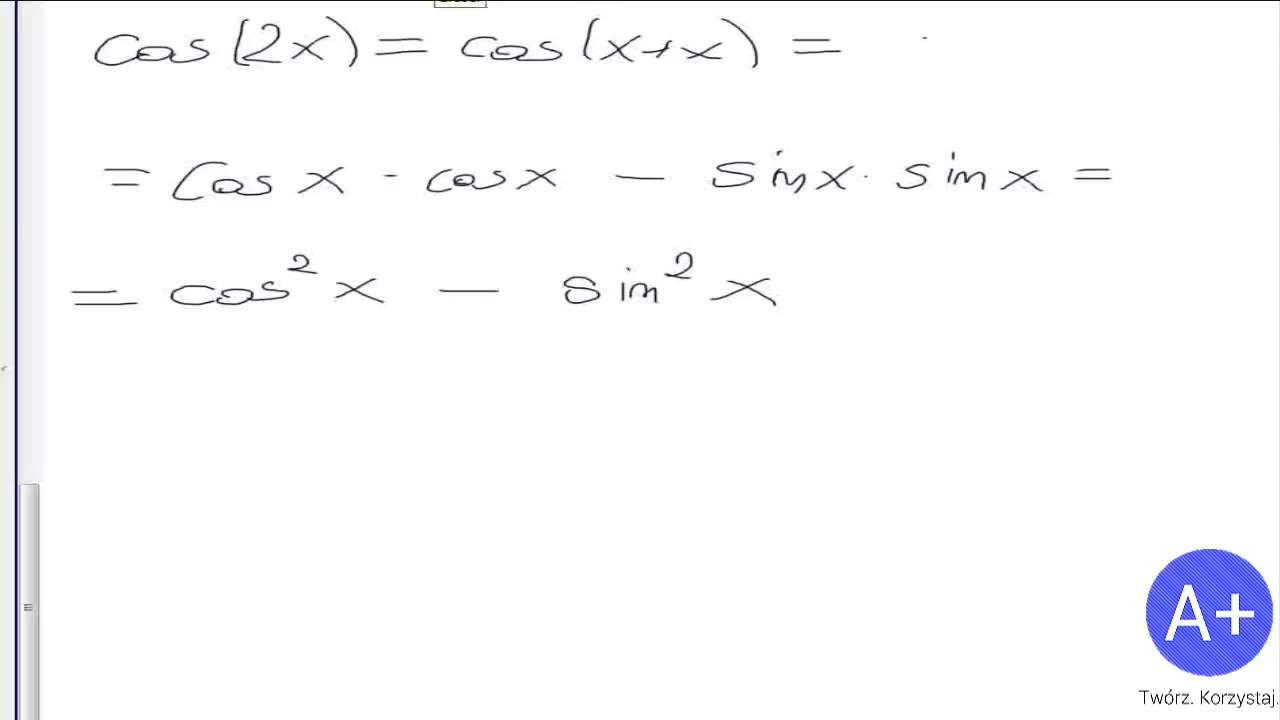 cos(2x) = cos(x+x) =
= cos x · cos x — sin x · sin x =
= cos² x — sin² x
A+
Twórz. Korzystaj.